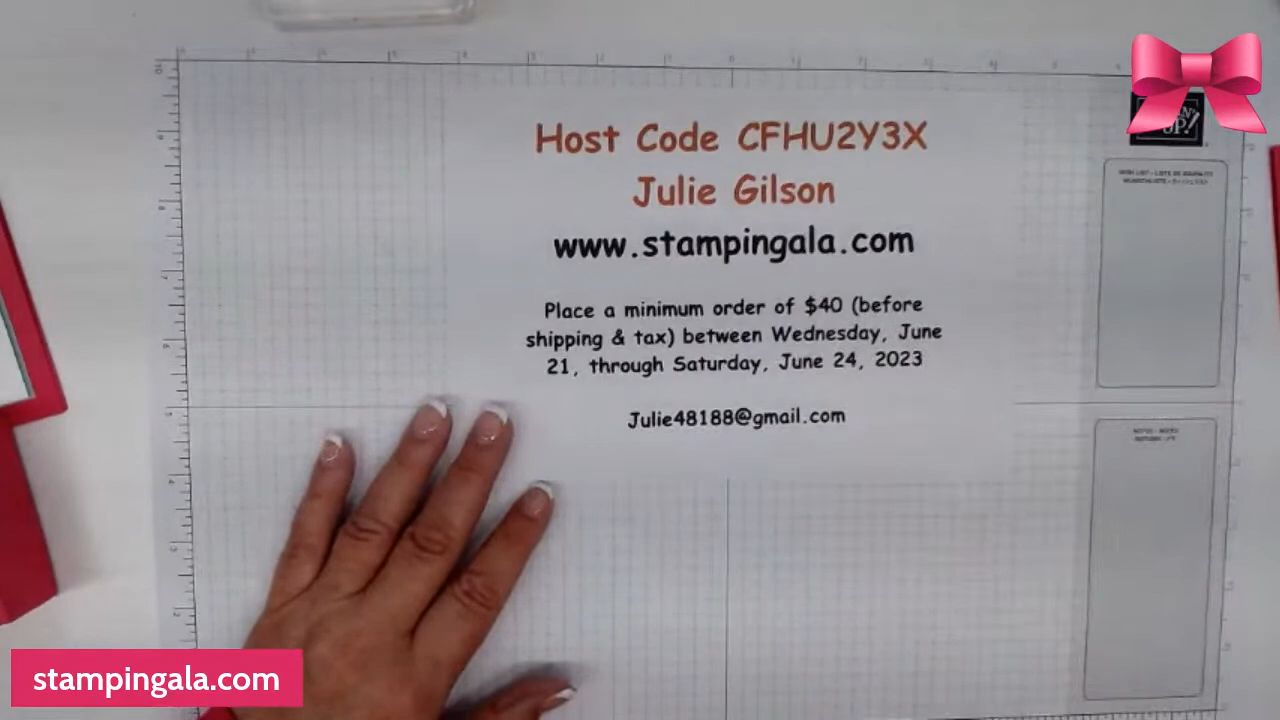 Host Code CFHU2Y3X
Julie Gilson
www.stampingala.com
Place a minimum order of $40 (before
shipping & tax) between Wednesday, June
21, through Saturday, June 24, 2023
Julie48188@gmail.com
UP!
stampingala.com